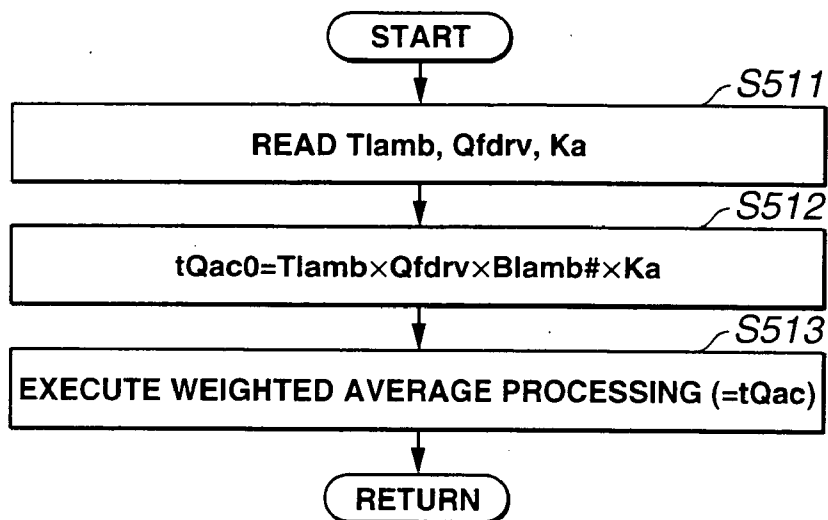 START
S511
READ Tlamb, Qfdrv, Ka
S512
tQac0=Tlamb×Qfdrv×Blamb#×Ka
S513
EXECUTE WEIGHTED AVERAGE PROCESSING (=tQac)
RETURN